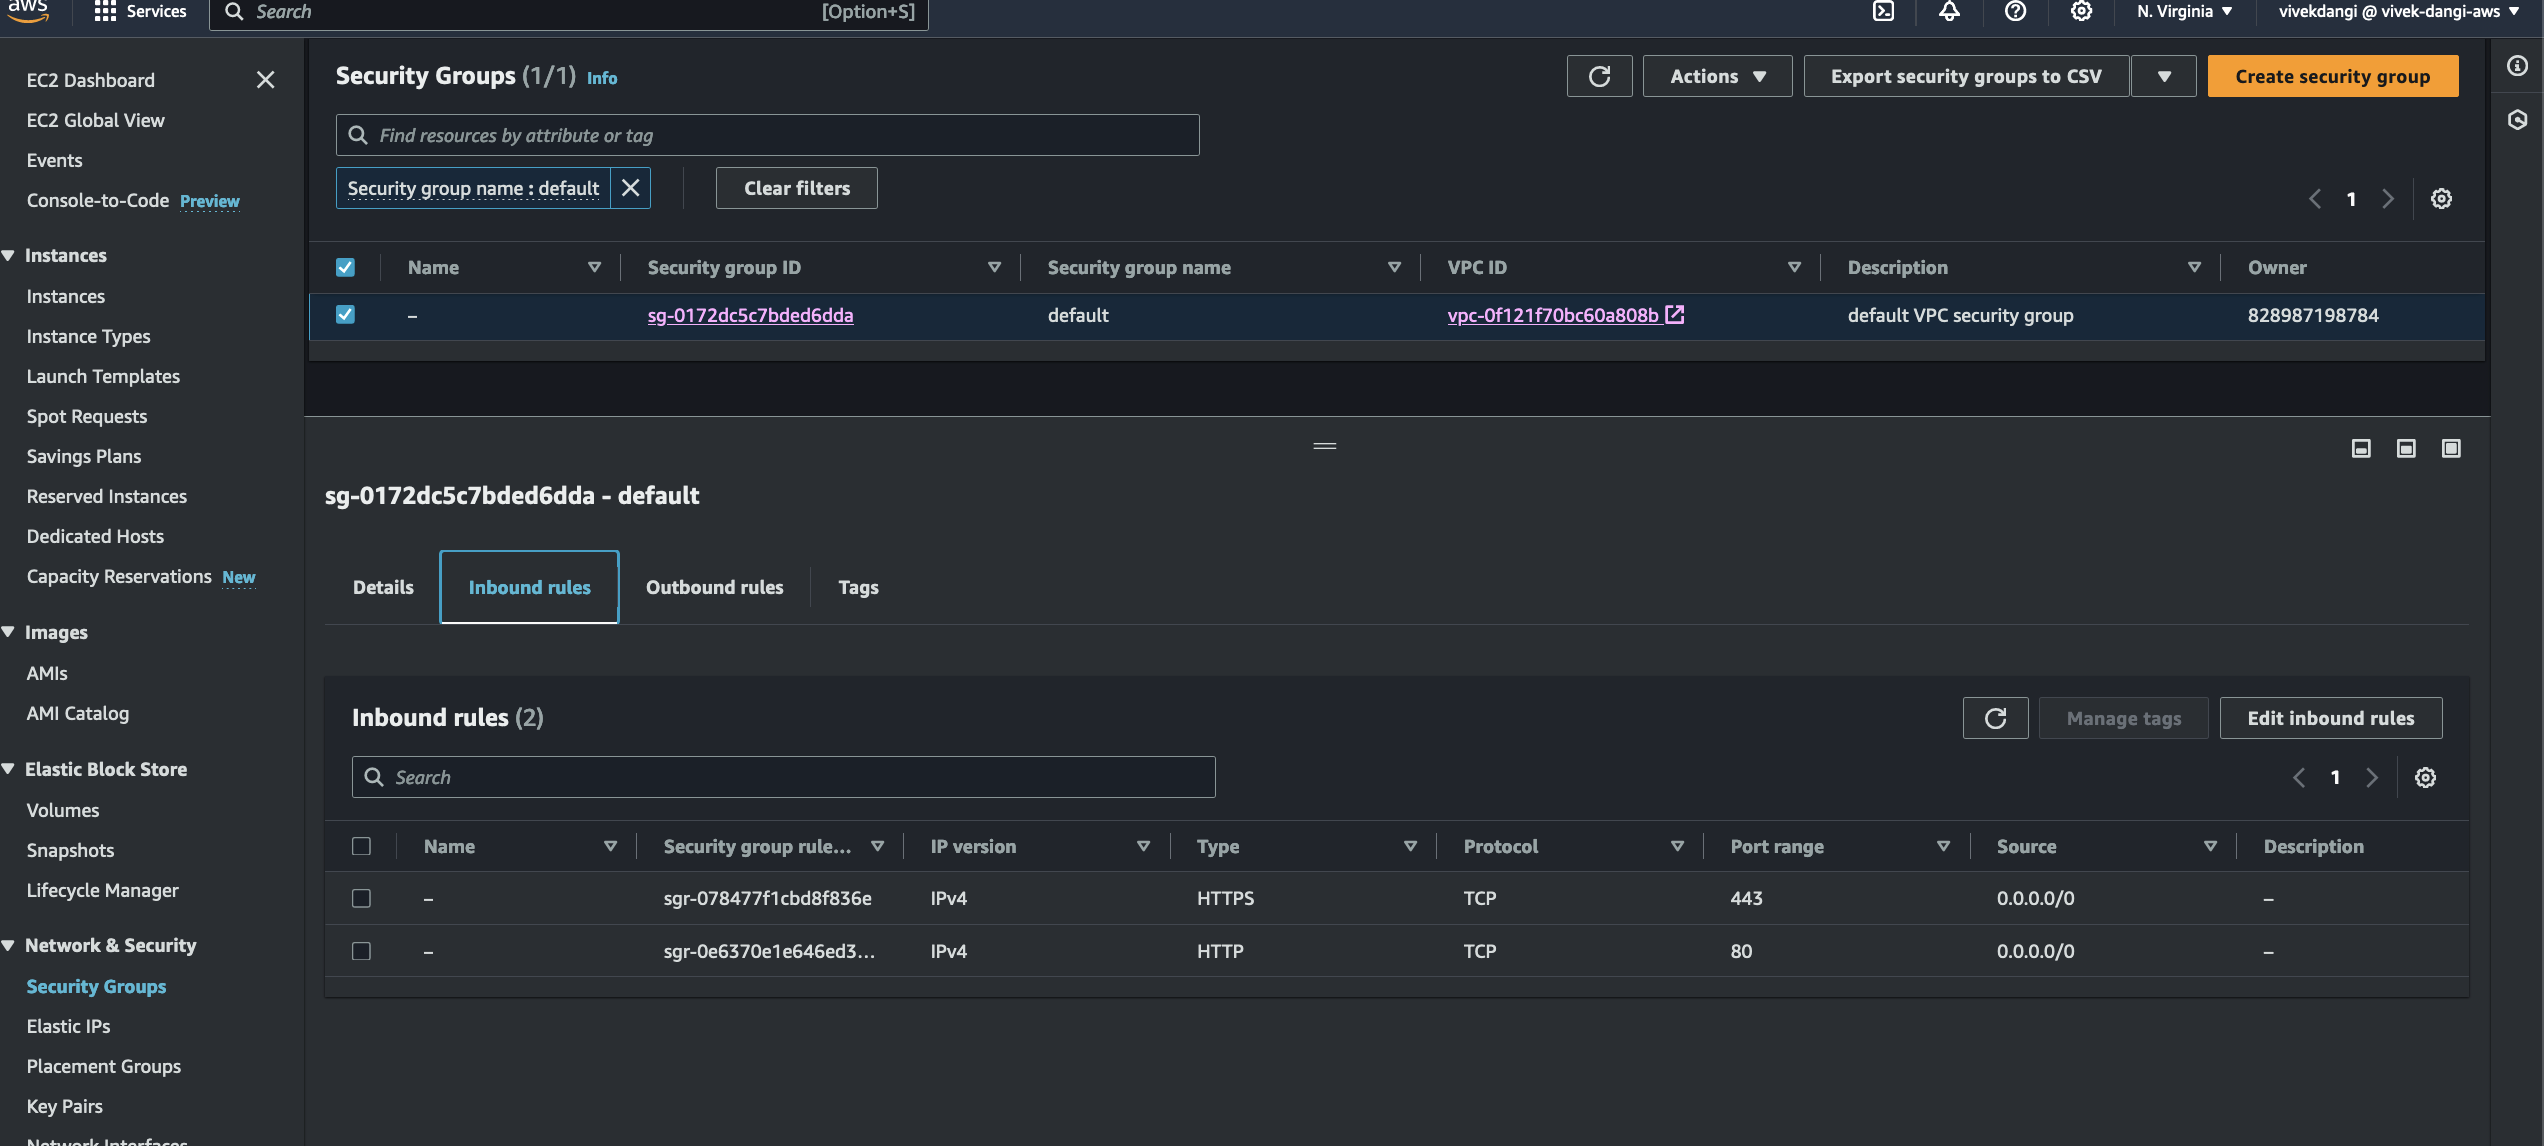 aws Services Search [Option+S] N. Virginia vivekdangi @ vivek-dangi-aws
EC2 Dashboard
EC2 Global View
Events
Console-to-Code Preview
Instances
Instances
Instance Types
Launch Templates
Spot Requests
Savings Plans
Reserved Instances
Dedicated Hosts
Capacity Reservations New
Images
AMIs
AMI Catalog
Elastic Block Store
Volumes
Snapshots
Lifecycle Manager
Network & Security
Security Groups
Elastic IPs
Placement Groups
Key Pairs
Network Interfaces
Security Groups (1/1) Info
Actions Export security groups to CSV Create security group
Find resources by attribute or tag
Security group name : default Clear filters
1
Name Security group ID Security group name VPC ID Description Owner
– sg-0172dc5c7bded6dda default vpc-0f121f70bc60a808b default VPC security group 828987198784
sg-0172dc5c7bded6dda - default
Details Inbound rules Outbound rules Tags
Inbound rules (2)
Manage tags Edit inbound rules
Search
1
Name Security group rule... IP version Type Protocol Port range Source Description
– sgr-078477f1cbd8f836e IPv4 HTTPS TCP 443 0.0.0.0/0 –
– sgr-0e6370e1e646ed3... IPv4 HTTP TCP 80 0.0.0.0/0 –